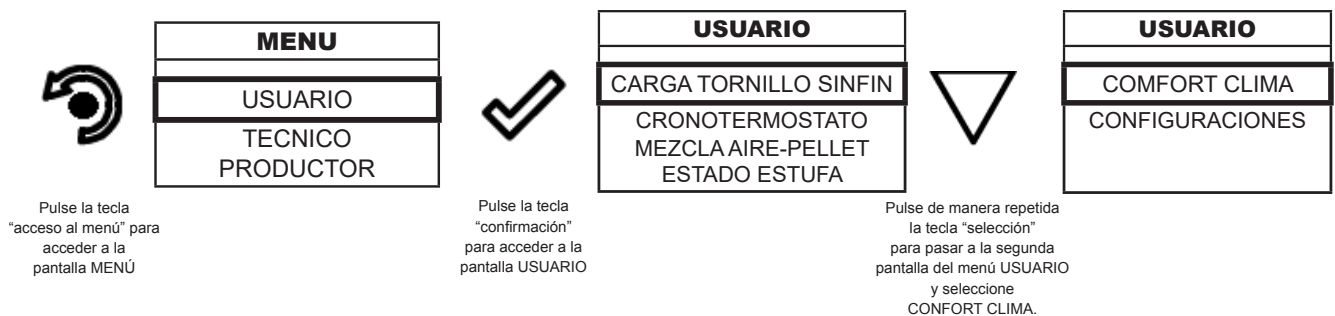 MENU
USUARIO
TECNICO
PRODUCTOR
Pulse la tecla
“acceso al menú” para
acceder a la
pantalla MENÚ
Pulse la tecla
“confirmación”
para acceder a la
pantalla USUARIO
USUARIO
CARGA TORNILLO SINFIN
CRONOTERMOSTATO
MEZCLA AIRE-PELLET
ESTADO ESTUFA
Pulse de manera repetida
la tecla “selección”
para pasar a la segunda
pantalla del menú USUARIO
y seleccione
CONFORT CLIMA.
USUARIO
COMFORT CLIMA
CONFIGURACIONES